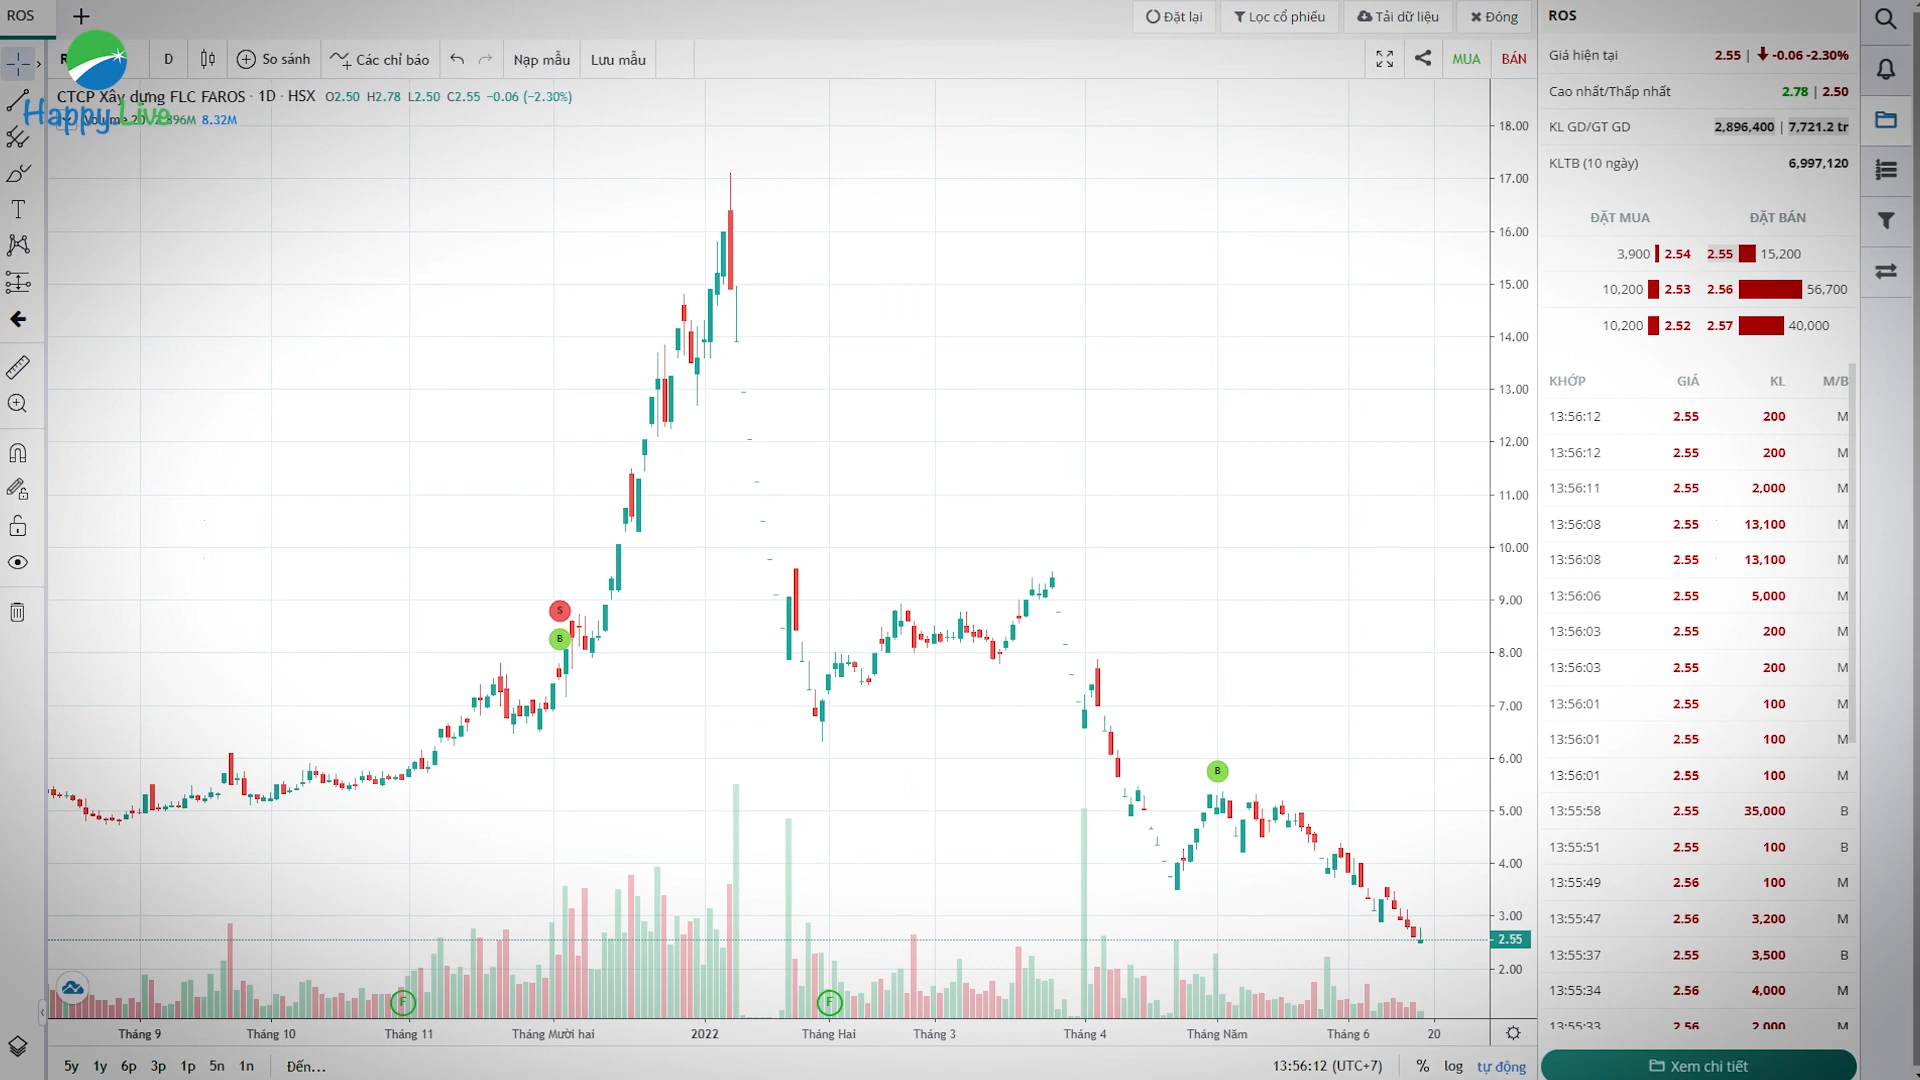 ROS
Đặt lại
Lọc cổ phiếu
Tải dữ liệu
Đóng
D
So sánh
Các chỉ báo
Nạp mẫu
Lưu mẫu
MUA
BÁN
Happy.Live
CTCP Xây dựng FLC FAROS · 1D · HSX O2.50 H2.78 L2.50 C2.55 −0.06 (−2.30%)
Volume 20 2.896M 8.32M
18.00
17.00
16.00
15.00
14.00
13.00
12.00
11.00
10.00
9.00
8.00
7.00
6.00
5.00
4.00
3.00
2.55
2.00
S
B
B
F
F
Tháng 9
Tháng 10
Tháng 11
Tháng Mười hai
2022
Tháng Hai
Tháng 3
Tháng 4
Tháng Năm
Tháng 6
20
5y 1y 6p 3p 1p 5n 1n Đến...
13:56:12 (UTC+7) % log tự động
ROS
Giá hiện tại 2.55 | -0.06 -2.30%
Cao nhất/Thấp nhất 2.78 | 2.50
KL GD/GT GD 2,896,400 | 7,721.2 tr
KLTB (10 ngày) 6,997,120
ĐẶT MUA ĐẶT BÁN
3,900 2.54 2.55 15,200
10,200 2.53 2.56 56,700
10,200 2.52 2.57 40,000
KHỚP GIÁ KL M/B
13:56:12 2.55 200 M
13:56:12 2.55 200 M
13:56:11 2.55 2,000 M
13:56:08 2.55 13,100 M
13:56:08 2.55 13,100 M
13:56:06 2.55 5,000 M
13:56:03 2.55 200 M
13:56:03 2.55 200 M
13:56:01 2.55 100 M
13:56:01 2.55 100 M
13:56:01 2.55 100 M
13:55:58 2.55 35,000 B
13:55:51 2.55 100 B
13:55:49 2.56 100 M
13:55:47 2.56 3,200 M
13:55:37 2.55 3,500 B
13:55:34 2.56 4,000 M
13:55:33 2.56 2,000 M
Xem chi tiết